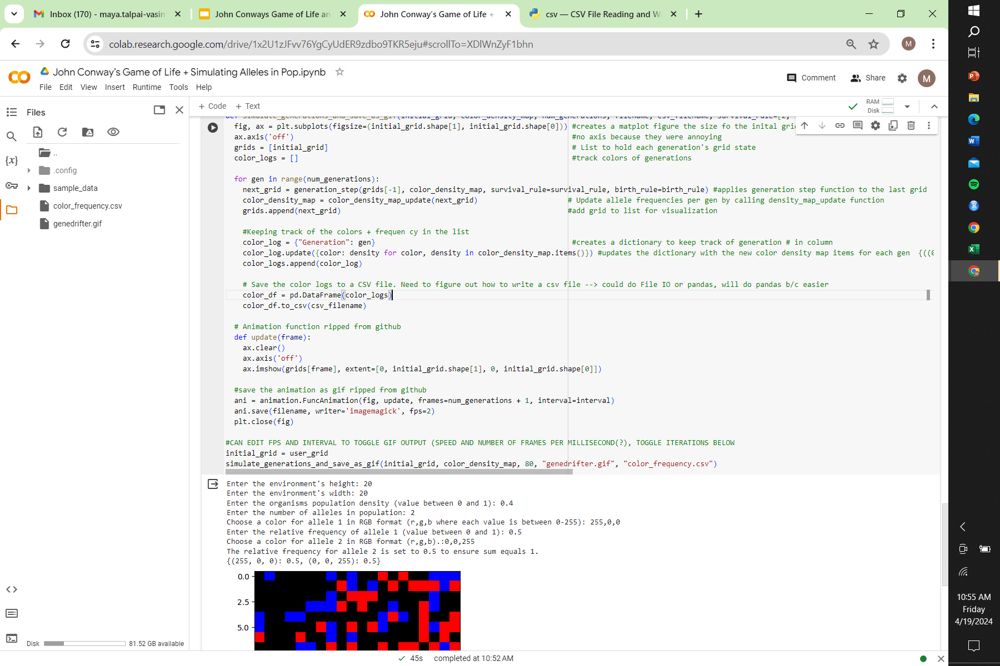 Inbox (170) - maya.talpai-vasin
John Conways Game of Life an
John Conway's Game of Life +
csv — CSV File Reading and W
colab.research.google.com/drive/1x2U1zJFvv76YgCyUdER9zdbo9TKR5eju#scrollTo=XDlWnZyF1bhn
M
John Conway's Game of Life + Simulating Alleles in Pop.ipynb
File Edit View Insert Runtime Tools Help
Comment
Share
M
Files
+ Code + Text
RAM
Disk
..
.config
sample_data
color_frequency.csv
genedrifter.gif
{x}
def simulate_generations_and_save_as_gif(initial_grid, color_density_map, num_generations, filename, csv_filename, survival_rule=[2,
fig, ax = plt.subplots(figsize=(initial_grid.shape[1], initial_grid.shape[0])) #creates a matplot figure the size fo the inital gri
ax.axis('off') #no axis because they were annoying
grids = [initial_grid] # List to hold each generation's grid state
color_logs = [] #track colors of generations
for gen in range(num_generations):
next_grid = generation_step(grids[-1], color_density_map, survival_rule=survival_rule, birth_rule=birth_rule) #applies generation step function to the last grid
color_density_map = color_density_map_update(next_grid) # Update allele frequencies per gen by calling density_map_update function
grids.append(next_grid) #add grid to list for visualization
#Keeping track of the colors + frequen cy in the list
color_log = {"Generation": gen} #creates a dictionary to keep track of generation # in column
color_log.update({color: density for color, density in color_density_map.items()}) #updates the dictionary with the new color density map items for each gen {((0
color_logs.append(color_log)
# Save the color logs to a CSV file. Need to figure out how to write a csv file --> could do File IO or pandas, will do pandas b/c easier
color_df = pd.DataFrame(color_logs)
color_df.to_csv(csv_filename)
# Animation function ripped from github
def update(frame):
ax.clear()
ax.axis('off')
ax.imshow(grids[frame], extent=[0, initial_grid.shape[1], 0, initial_grid.shape[0]])
#save the animation as gif ripped from github
ani = animation.FuncAnimation(fig, update, frames=num_generations + 1, interval=interval)
ani.save(filename, writer='imagemagick', fps=2)
plt.close(fig)
#CAN EDIT FPS AND INTERVAL TO TOGGLE GIF OUTPUT (SPEED AND NUMBER OF FRAMES PER MILLISECOND(?), TOGGLE ITERATIONS BELOW
initial_grid = user_grid
simulate_generations_and_save_as_gif(initial_grid, color_density_map, 80, "genedrifter.gif", "color_frequency.csv")
Enter the environment's height: 20
Enter the environment's width: 20
Enter the organisms population density (value between 0 and 1): 0.4
Enter the number of alleles in population: 2
Choose a color for allele 1 in RGB format (r,g,b where each value is between 0-255): 255,0,0
Enter the relative frequency of allele 1 (value between 0 and 1): 0.5
Choose a color for allele 2 in RGB format (r,g,b).:0,0,255
The relative frequency for allele 2 is set to 0.5 to ensure sum equals 1.
{(255, 0, 0): 0.5, (0, 0, 255): 0.5}
0.0
2.5
5.0
Disk
81.52 GB available
45s completed at 10:52 AM
10:55 AM
Friday
4/19/2024